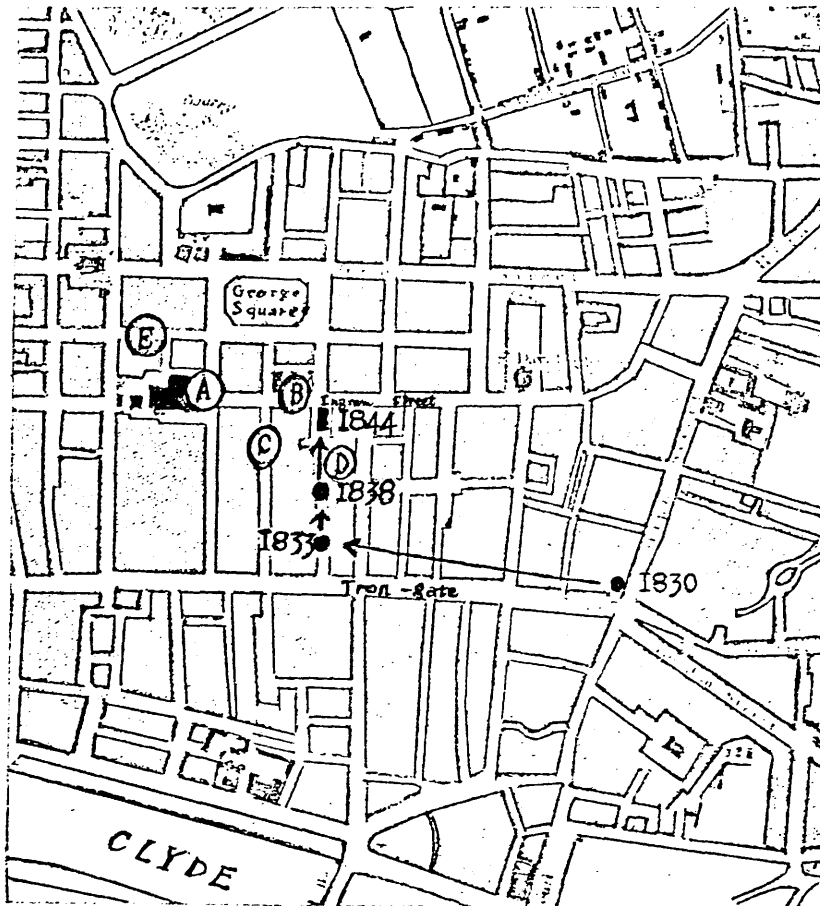 George
Square
E
A
B
Ingram Street
1844
C
D
1838
1833
1830
Tron-gate
CLYDE